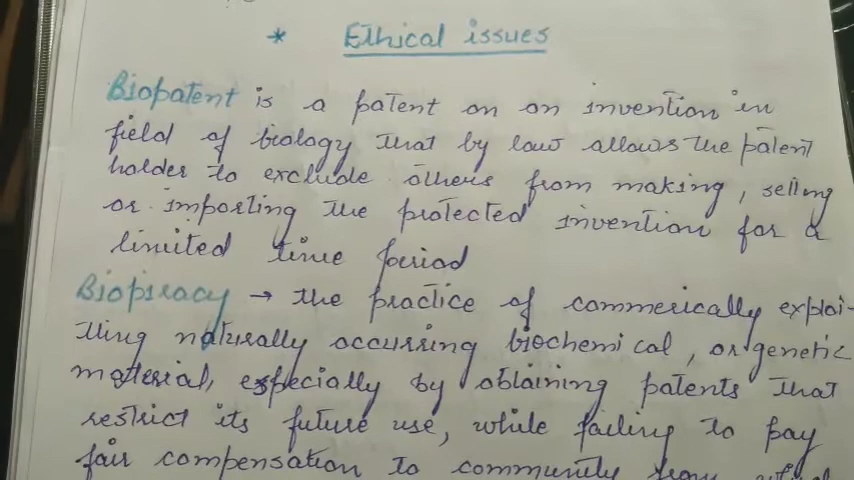 * Ethical issues
Biopatent is a patent on on invention in
field of biology that by law allows the patent
holder to exclude others from making, selling
or importing the protected invention for a
limited time period
Biopiracy → the practice of commerically exploi-
ting naturally occurring biochemical, or genetic
material, especially by obtaining patents that
restrict its future use, while failing to pay
fair compensation to community from